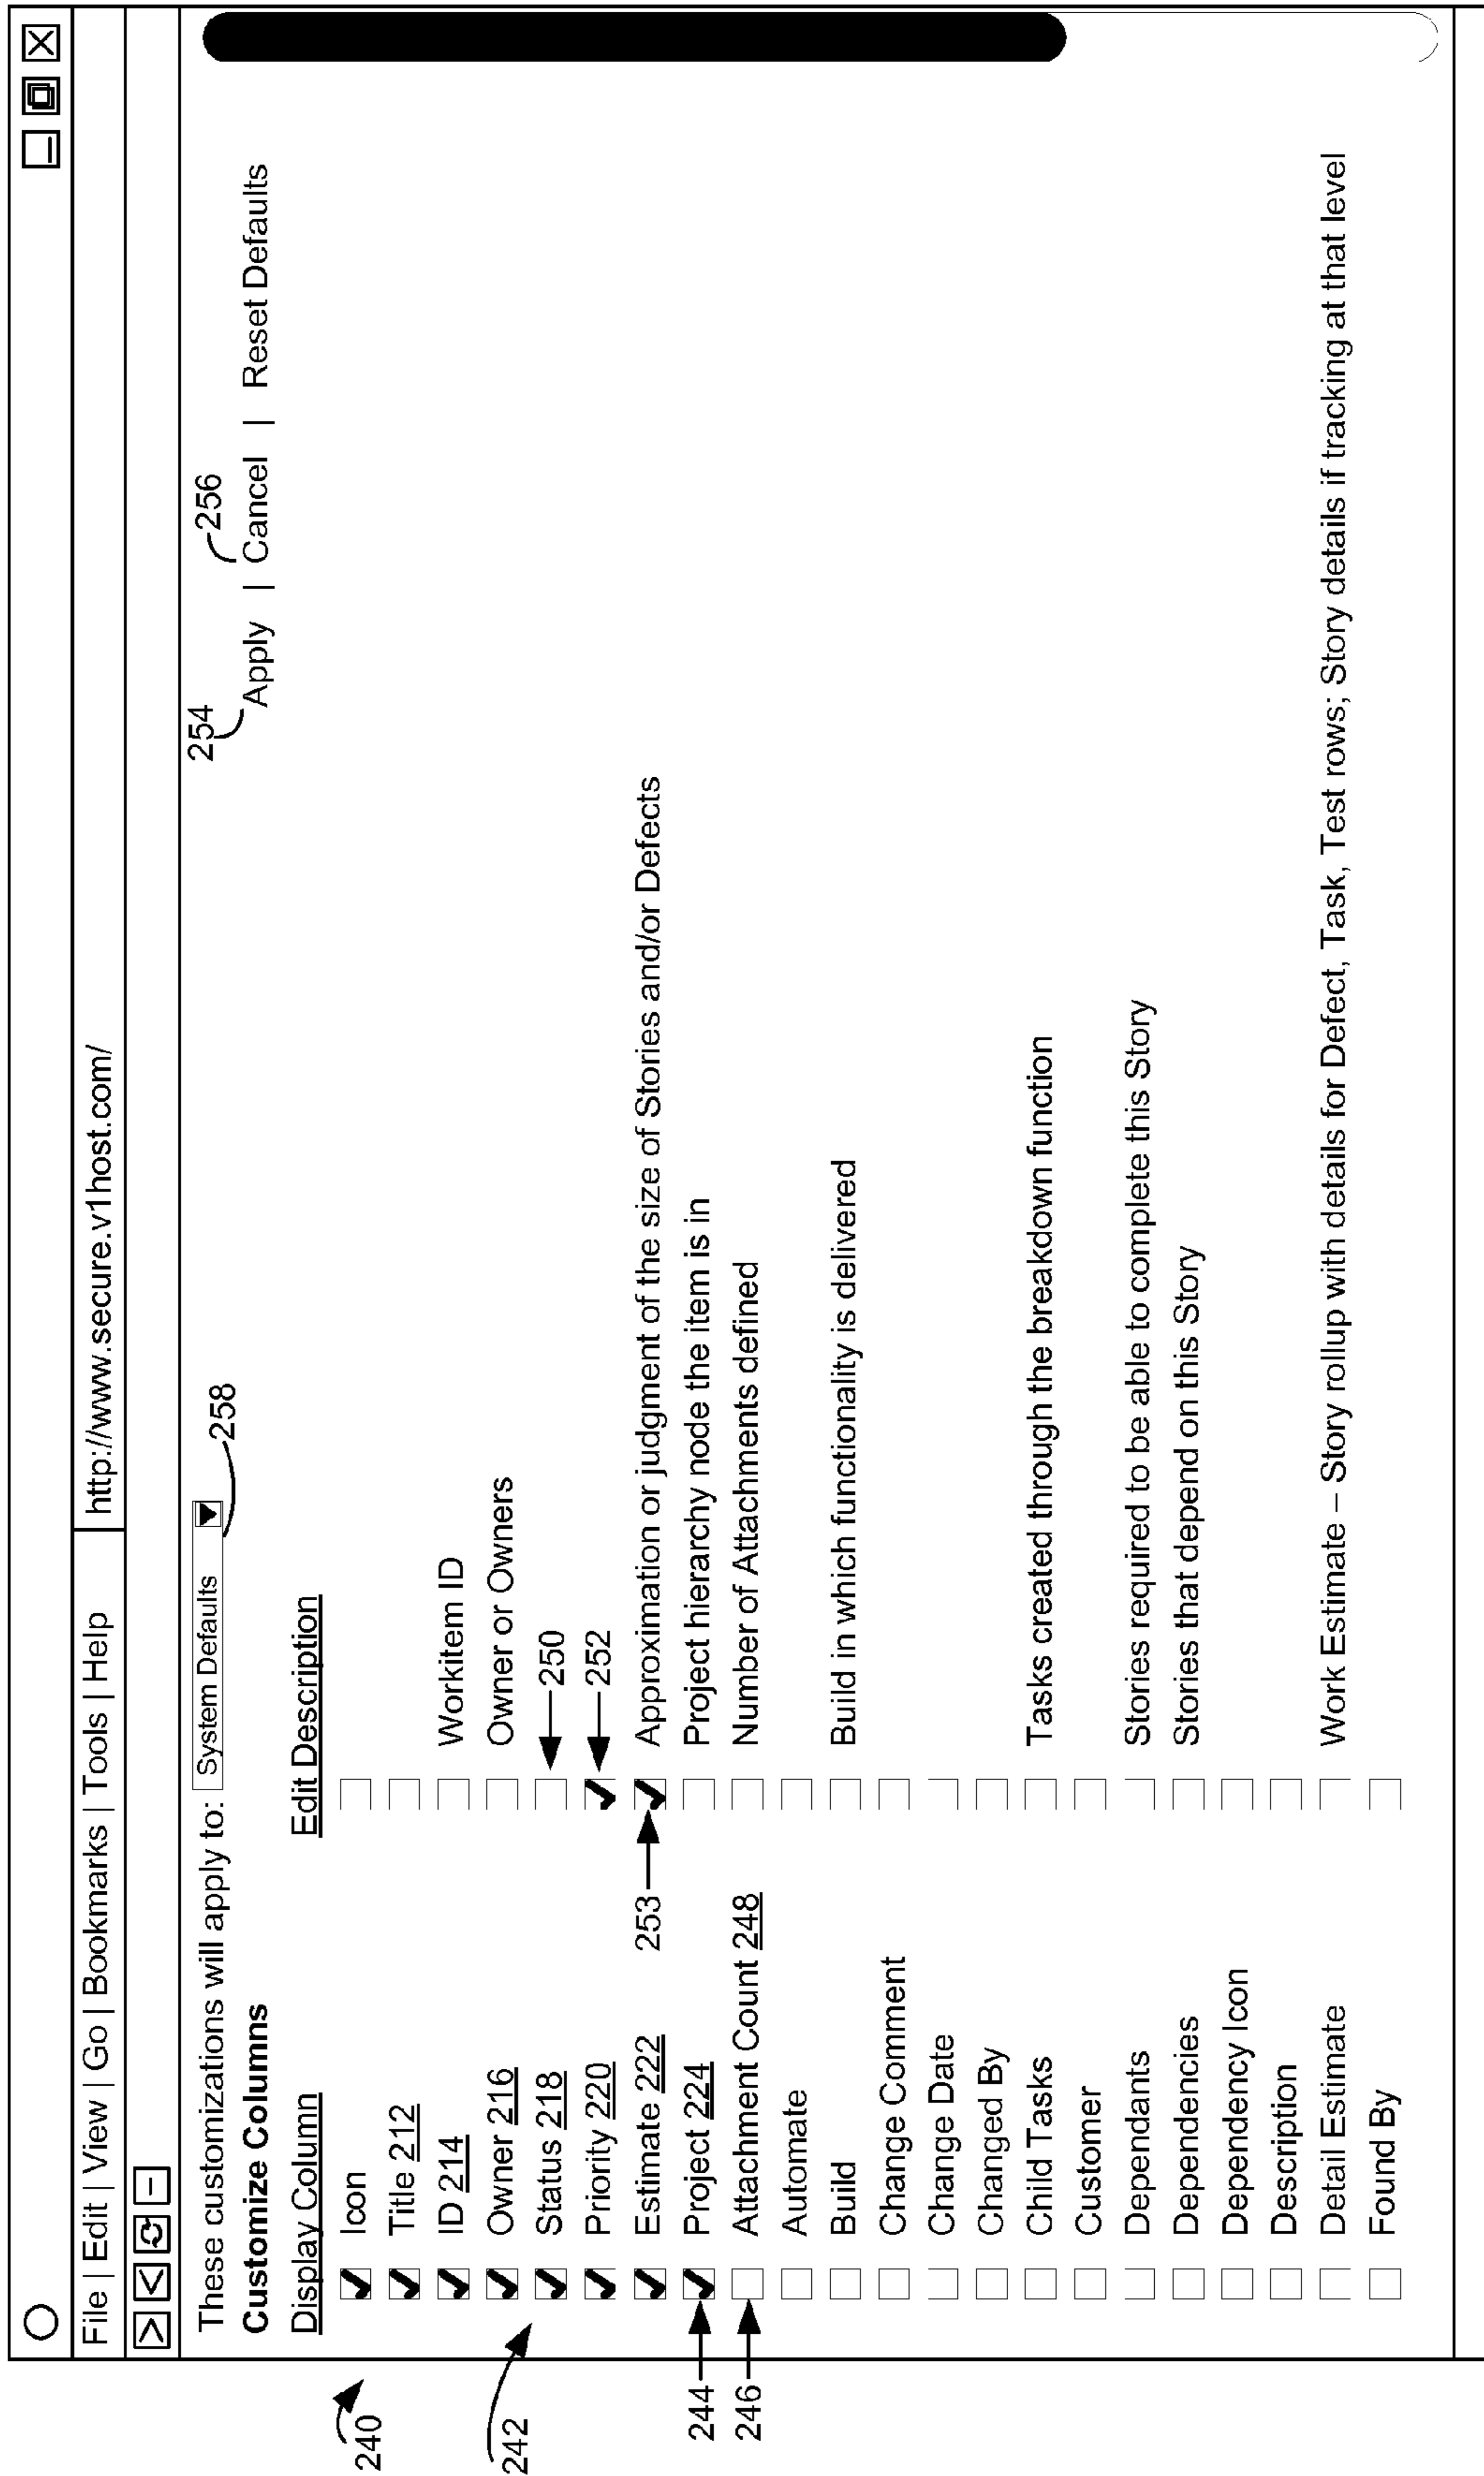 File | Edit | View | Go | Bookmarks | Tools | Help
http://www.secure.v1host.com/
These customizations will apply to: System Defaults
258
254
256
Customize Columns
Apply | Cancel | Reset Defaults
Display Column Edit Description
240
Icon
Title 212
ID 214 Workitem ID
Owner 216 Owner or Owners
242
Status 218 250
Priority 220 252
Estimate 222 253 Approximation or judgment of the size of Stories and/or Defects
244 Project 224 Project hierarchy node the item is in
246 Attachment Count 248 Number of Attachments defined
Automate
Build Build in which functionality is delivered
Change Comment
Change Date
Changed By
Child Tasks Tasks created through the breakdown function
Customer
Dependants Stories required to be able to complete this Story
Dependencies Stories that depend on this Story
Dependency Icon
Description
Detail Estimate Work Estimate – Story rollup with details for Defect, Task, Test rows; Story details if tracking at that level
Found By